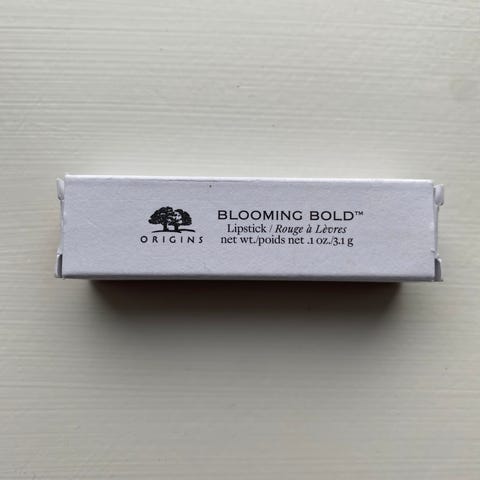 ORIGINS
BLOOMING BOLD™
Lipstick / Rouge à Lèvres
net wt./poids net .1 oz./3.1 g